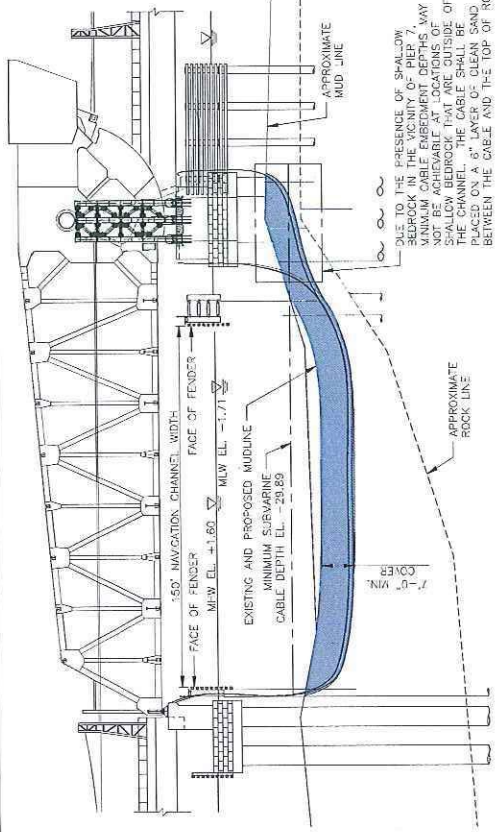 150' NAVIGATION CHANNEL WIDTH
FACE OF FENDER
FACE OF FENDER
MHW EL. +1.60
MLW EL. -1.71
EXISTING AND PROPOSED MUDLINE
MINIMUM SUBMARINE
CABLE DEPTH EL. -29.89
7'-0" MIN.
COVER
APPROXIMATE
MUD LINE
APPROXIMATE
ROCK LINE
DUE TO THE PRESENCE OF SHALLOW
BEDROCK IN THE VICINITY OF PIER 7,
MINIMUM CABLE EMBEDMENT DEPTHS MAY
NOT BE ACHIEVABLE AT LOCATIONS OF
SHALLOW BEDROCK THAT ARE OUTSIDE OF
THE CHANNEL. THE CABLE SHALL BE
PLACED ON A 6" LAYER OF CLEAN SAND
BETWEEN THE CABLE AND THE TOP OF